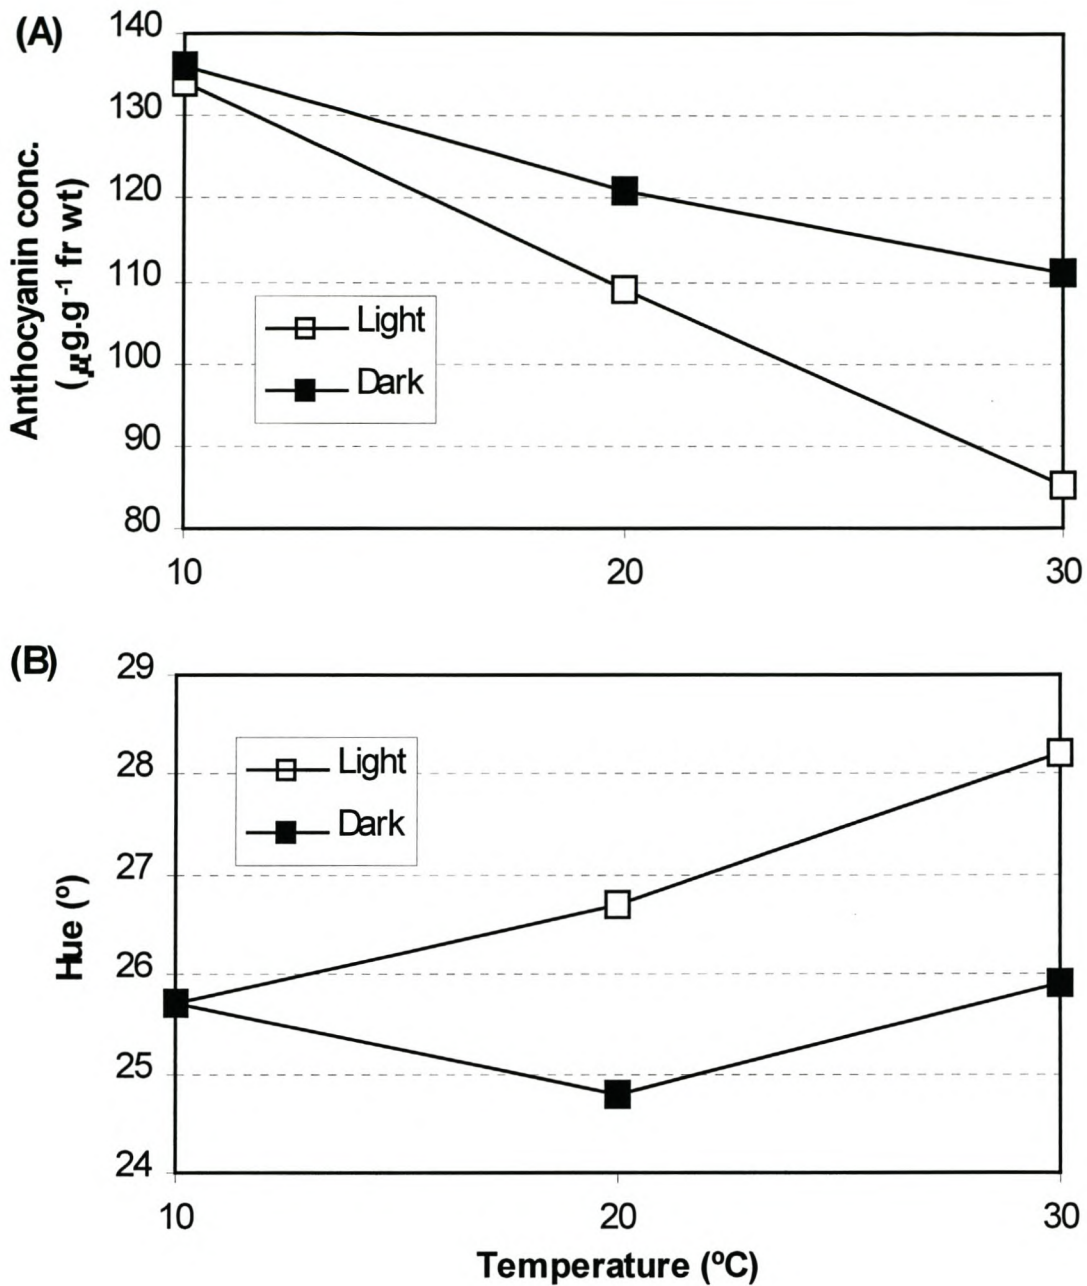 (A)
140
130
120
110
100
90
80
Anthocyanin conc.
(µg.g⁻¹ fr wt)
Light
Dark
10 20 30
(B)
29
28
27
26
25
24
Hue (º)
Light
Dark
10 20 30
Temperature (ºC)